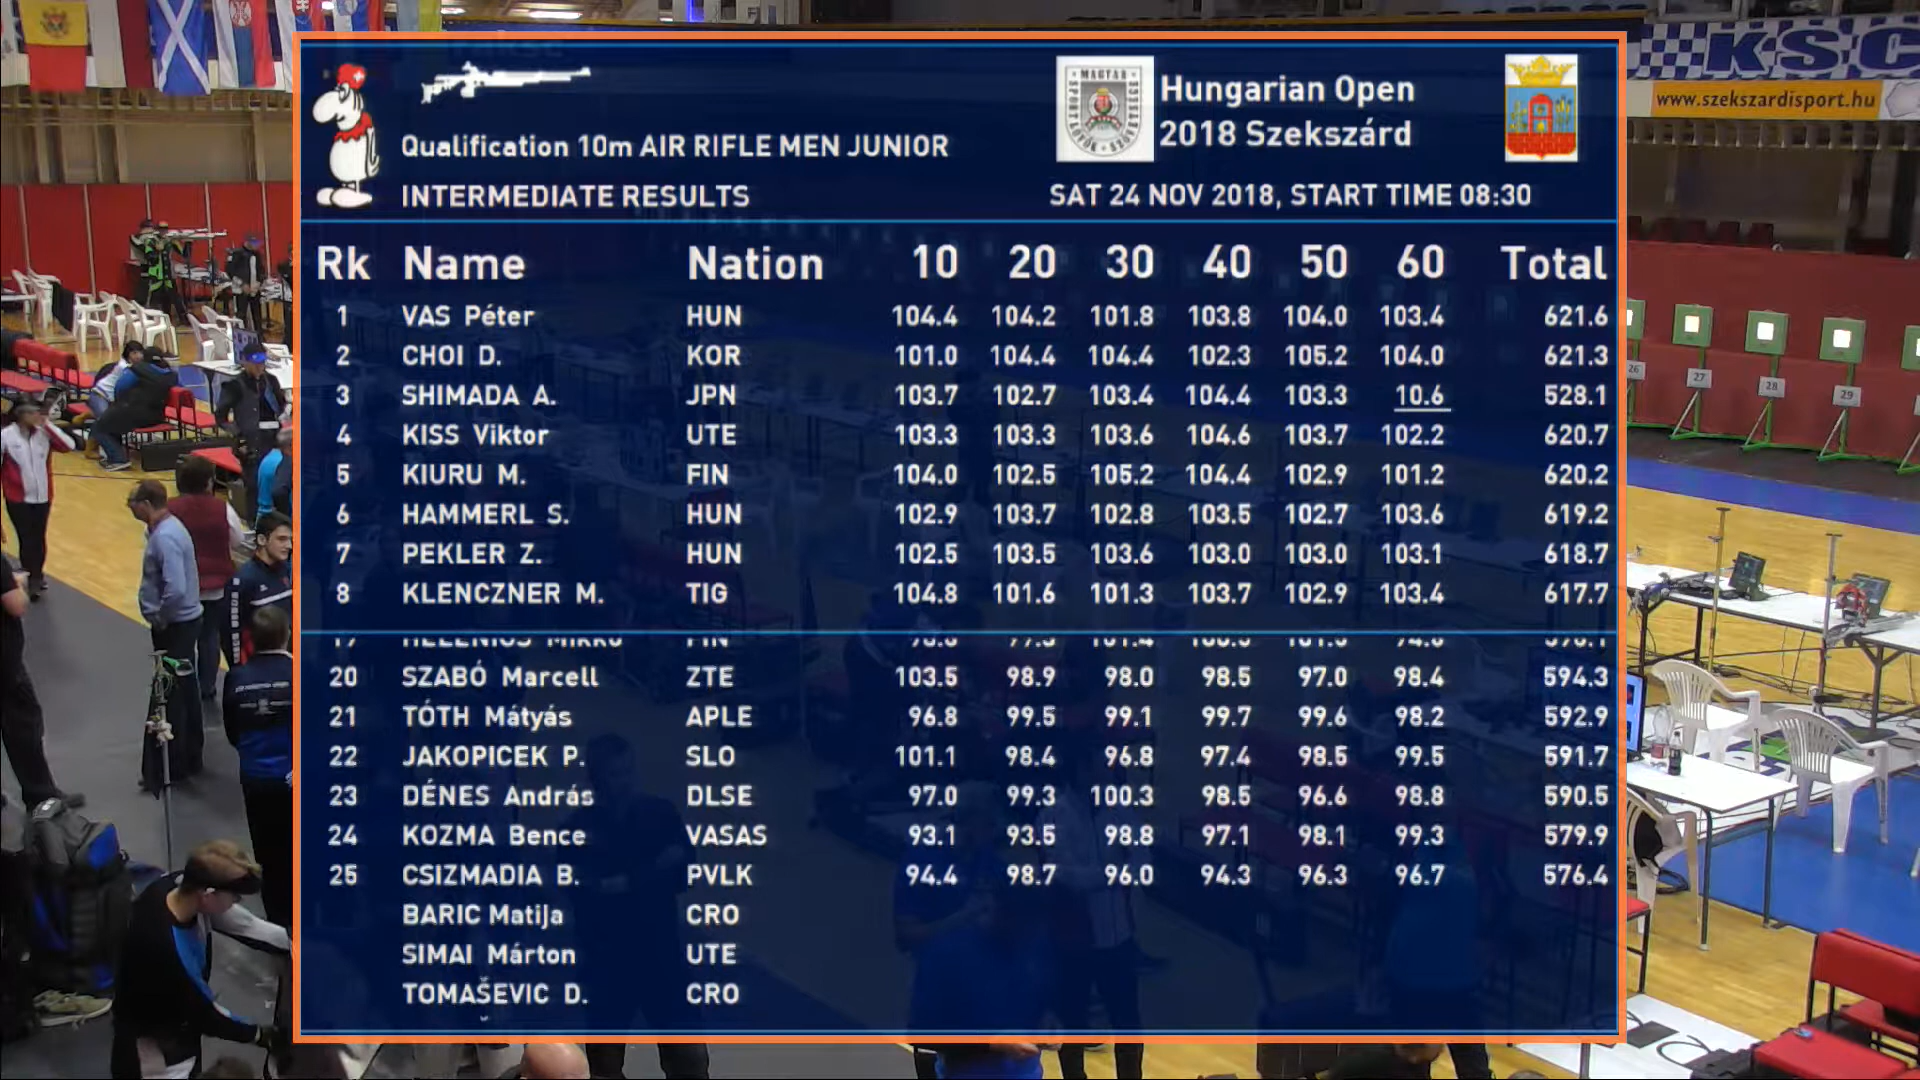 KSC
www.szekszardisport.hu
Hungarian Open
2018 Szekszárd
Qualification 10m AIR RIFLE MEN JUNIOR
INTERMEDIATE RESULTS
SAT 24 NOV 2018, START TIME 08:30
Rk Name Nation 10 20 30 40 50 60 Total
1 VAS Péter HUN 104.4 104.2 101.8 103.8 104.0 103.4 621.6
2 CHOI D. KOR 101.0 104.4 104.4 102.3 105.2 104.0 621.3
3 SHIMADA A. JPN 103.7 102.7 103.4 104.4 103.3 10.6 528.1
4 KISS Viktor UTE 103.3 103.3 103.6 104.6 103.7 102.2 620.7
5 KIURU M. FIN 104.0 102.5 105.2 104.4 102.9 101.2 620.2
6 HAMMERL S. HUN 102.9 103.7 102.8 103.5 102.7 103.6 619.2
7 PEKLER Z. HUN 102.5 103.5 103.6 103.0 103.0 103.1 618.7
8 KLENCZNER M. TIG 104.8 101.6 101.3 103.7 102.9 103.4 617.7
20 SZABÓ Marcell ZTE 103.5 98.9 98.0 98.5 97.0 98.4 594.3
21 TÓTH Mátyás APLE 96.8 99.5 99.1 99.7 99.6 98.2 592.9
22 JAKOPICEK P. SLO 101.1 98.4 96.8 97.4 98.5 99.5 591.7
23 DÉNES András DLSE 97.0 99.3 100.3 98.5 96.6 98.8 590.5
24 KOZMA Bence VASAS 93.1 93.5 98.8 97.1 98.1 99.3 579.9
25 CSIZMADIA B. PVLK 94.4 98.7 96.0 94.3 96.3 96.7 576.4
BARIC Matija CRO
SIMAI Márton UTE
TOMAŠEVIC D. CRO
26
27
28
29